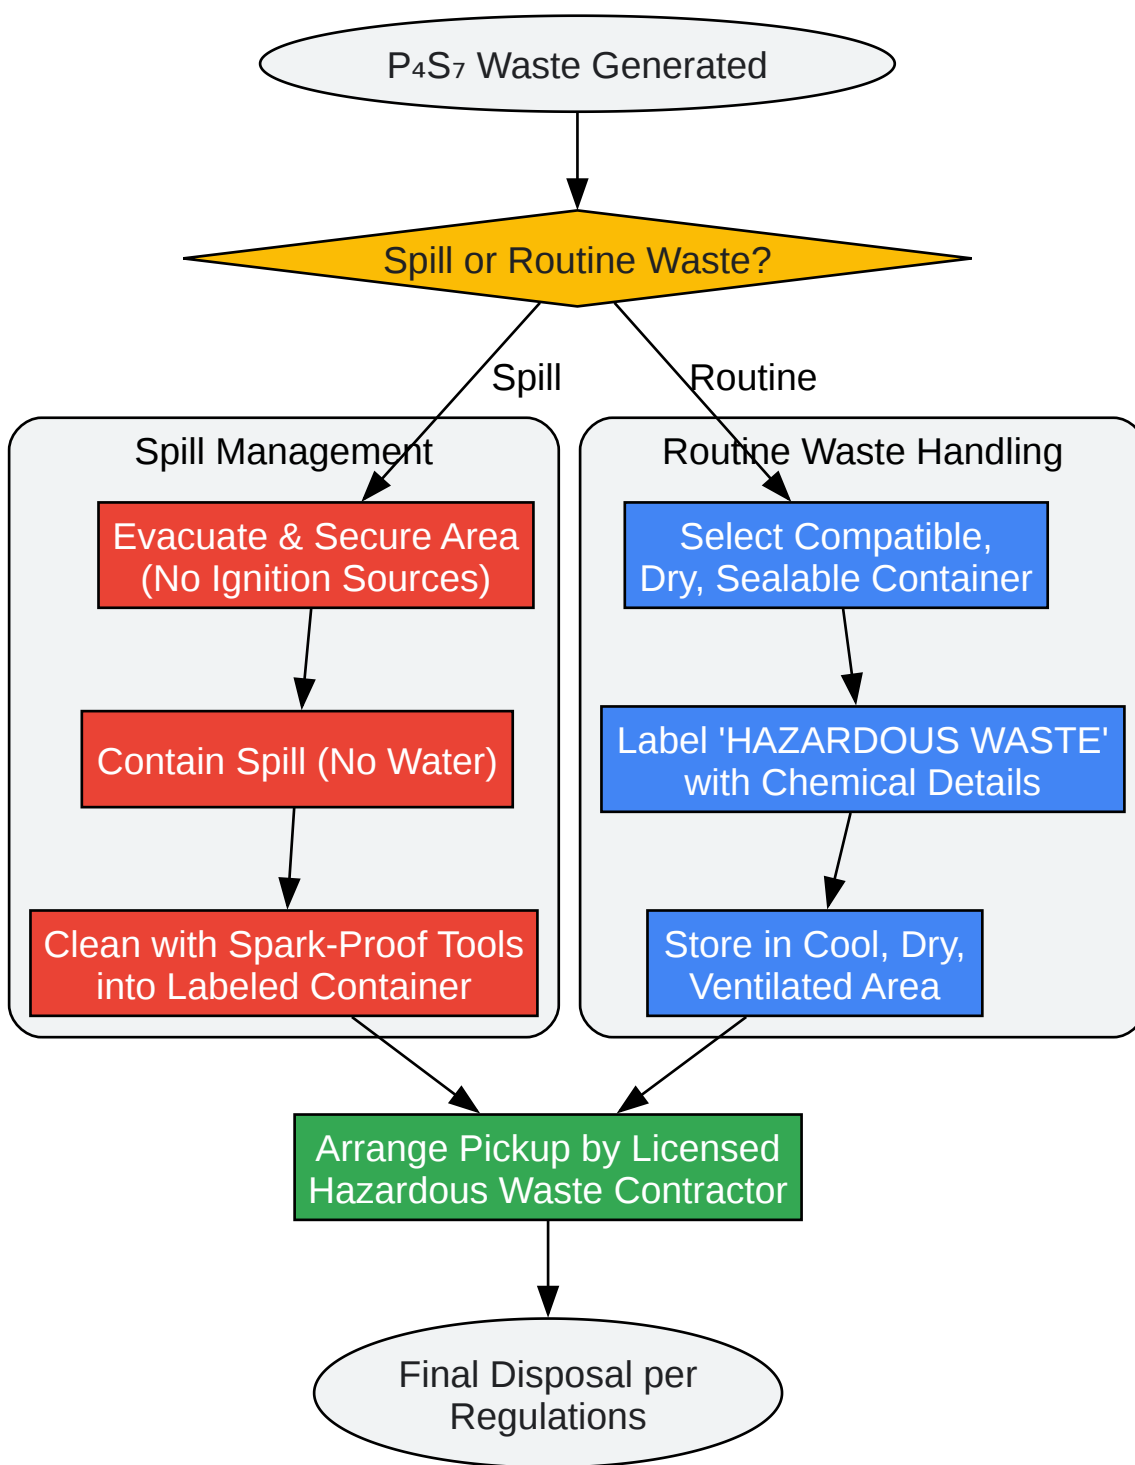 P₄S₇ Waste Generated
Spill or Routine Waste?
Spill
Routine
Spill Management
Evacuate & Secure Area
(No Ignition Sources)
Contain Spill (No Water)
Clean with Spark-Proof Tools
into Labeled Container
Routine Waste Handling
Select Compatible,
Dry, Sealable Container
Label 'HAZARDOUS WASTE'
with Chemical Details
Store in Cool, Dry,
Ventilated Area
Arrange Pickup by Licensed
Hazardous Waste Contractor
Final Disposal per
Regulations